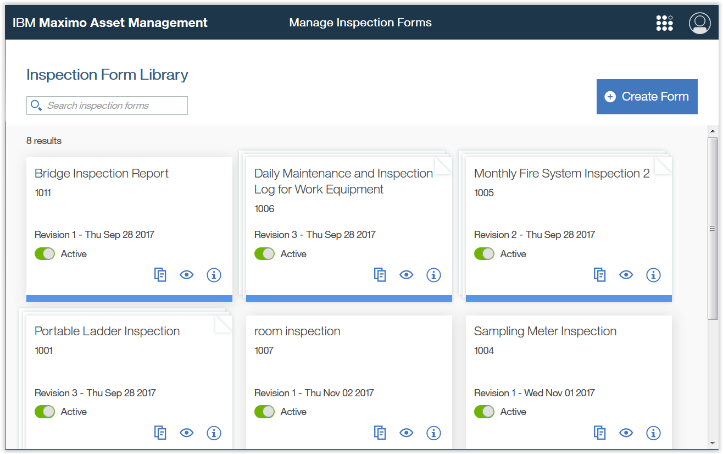 IBM Maximo Asset Management
Manage Inspection Forms
Inspection Form Library
Search inspection forms
Create Form
8 results
Bridge Inspection Report
1011
Revision 1 - Thu Sep 28 2017
Active
Daily Maintenance and Inspection
Log for Work Equipment
1006
Revision 3 - Thu Sep 28 2017
Active
Monthly Fire System Inspection 2
1005
Revision 2 - Thu Sep 28 2017
Active
Portable Ladder Inspection
1001
Revision 3 - Thu Sep 28 2017
Active
room inspection
1007
Revision 1 - Thu Nov 02 2017
Active
Sampling Meter Inspection
1004
Revision 1 - Wed Nov 01 2017
Active